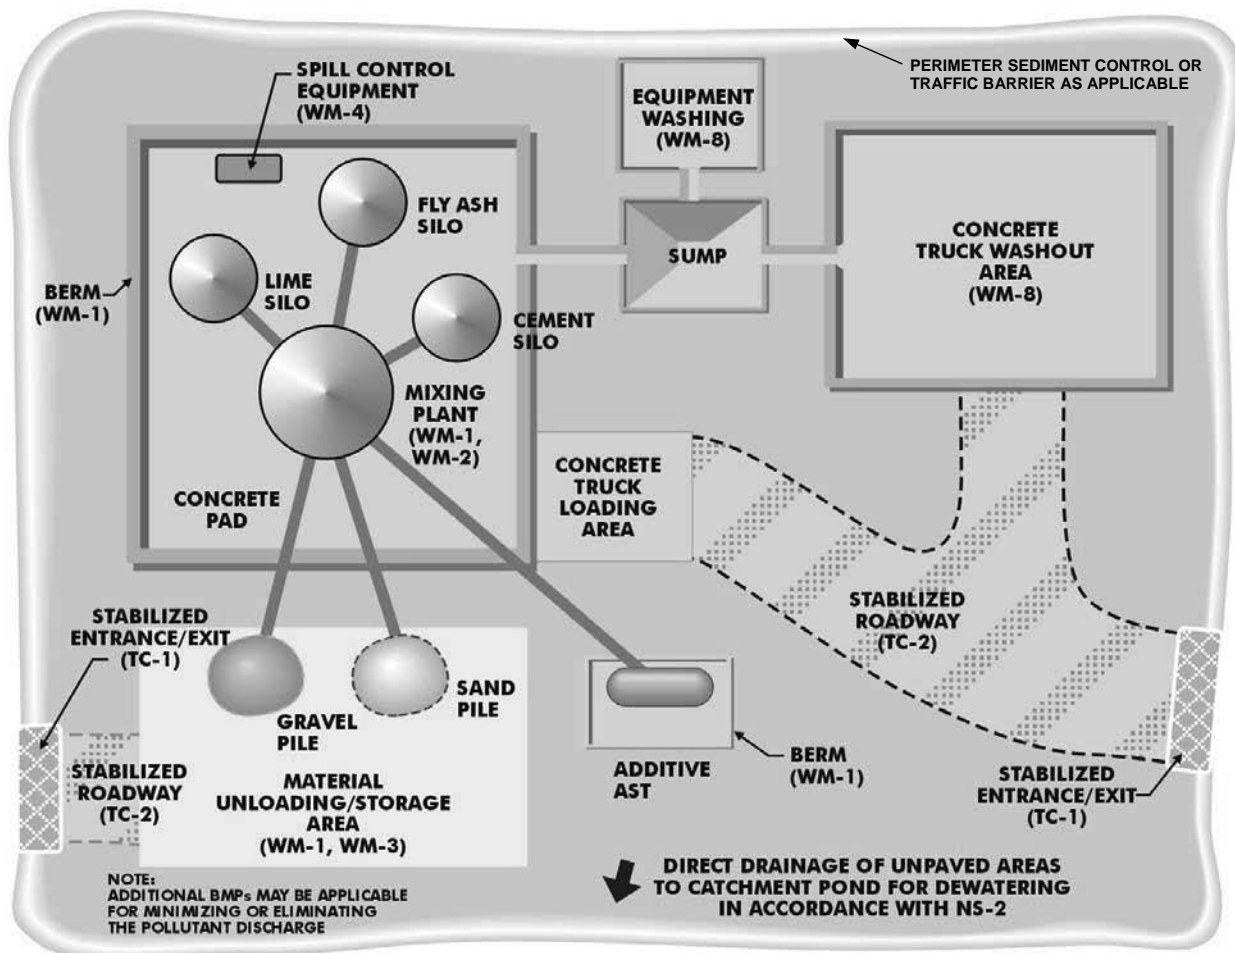 PERIMETER SEDIMENT CONTROL OR
TRAFFIC BARRIER AS APPLICABLE
SPILL CONTROL
EQUIPMENT
(WM-4)
EQUIPMENT
WASHING
(WM-8)
FLY ASH
SILO
CONCRETE
TRUCK WASHOUT
AREA
(WM-8)
SUMP
BERM
(WM-1)
LIME
SILO
CEMENT
SILO
MIXING
PLANT
(WM-1,
WM-2)
CONCRETE
PAD
CONCRETE
TRUCK
LOADING
AREA
STABILIZED
ROADWAY
(TC-2)
STABILIZED
ENTRANCE/EXIT
(TC-1)
GRAVEL
PILE
SAND
PILE
STABILIZED
ROADWAY
(TC-2)
MATERIAL
UNLOADING/STORAGE
AREA
(WM-1, WM-3)
ADDITIVE
AST
BERM
(WM-1)
STABILIZED
ENTRANCE/EXIT
(TC-1)
NOTE:
ADDITIONAL BMPs MAY BE APPLICABLE
FOR MINIMIZING OR ELIMINATING
THE POLLUTANT DISCHARGE
DIRECT DRAINAGE OF UNPAVED AREAS
TO CATCHMENT POND FOR DEWATERING
IN ACCORDANCE WITH NS-2